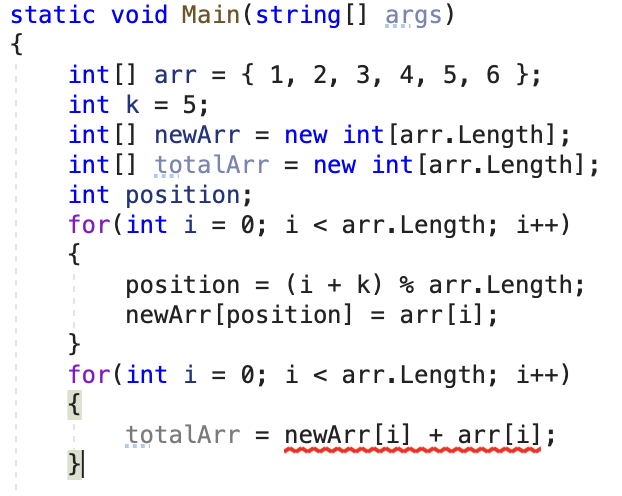 static void Main(string[] args)
{
int[] arr = { 1, 2, 3, 4, 5, 6 };
int k = 5;
int[] newArr = new int[arr.Length];
int[] totalArr = new int[arr.Length];
int position;
for(int i = 0; i < arr.Length; i++)
{
position = (i + k) % arr.Length;
newArr[position] = arr[i];
}
for(int i = 0; i < arr.Length; i++)
{
totalArr = newArr[i] + arr[i];
}